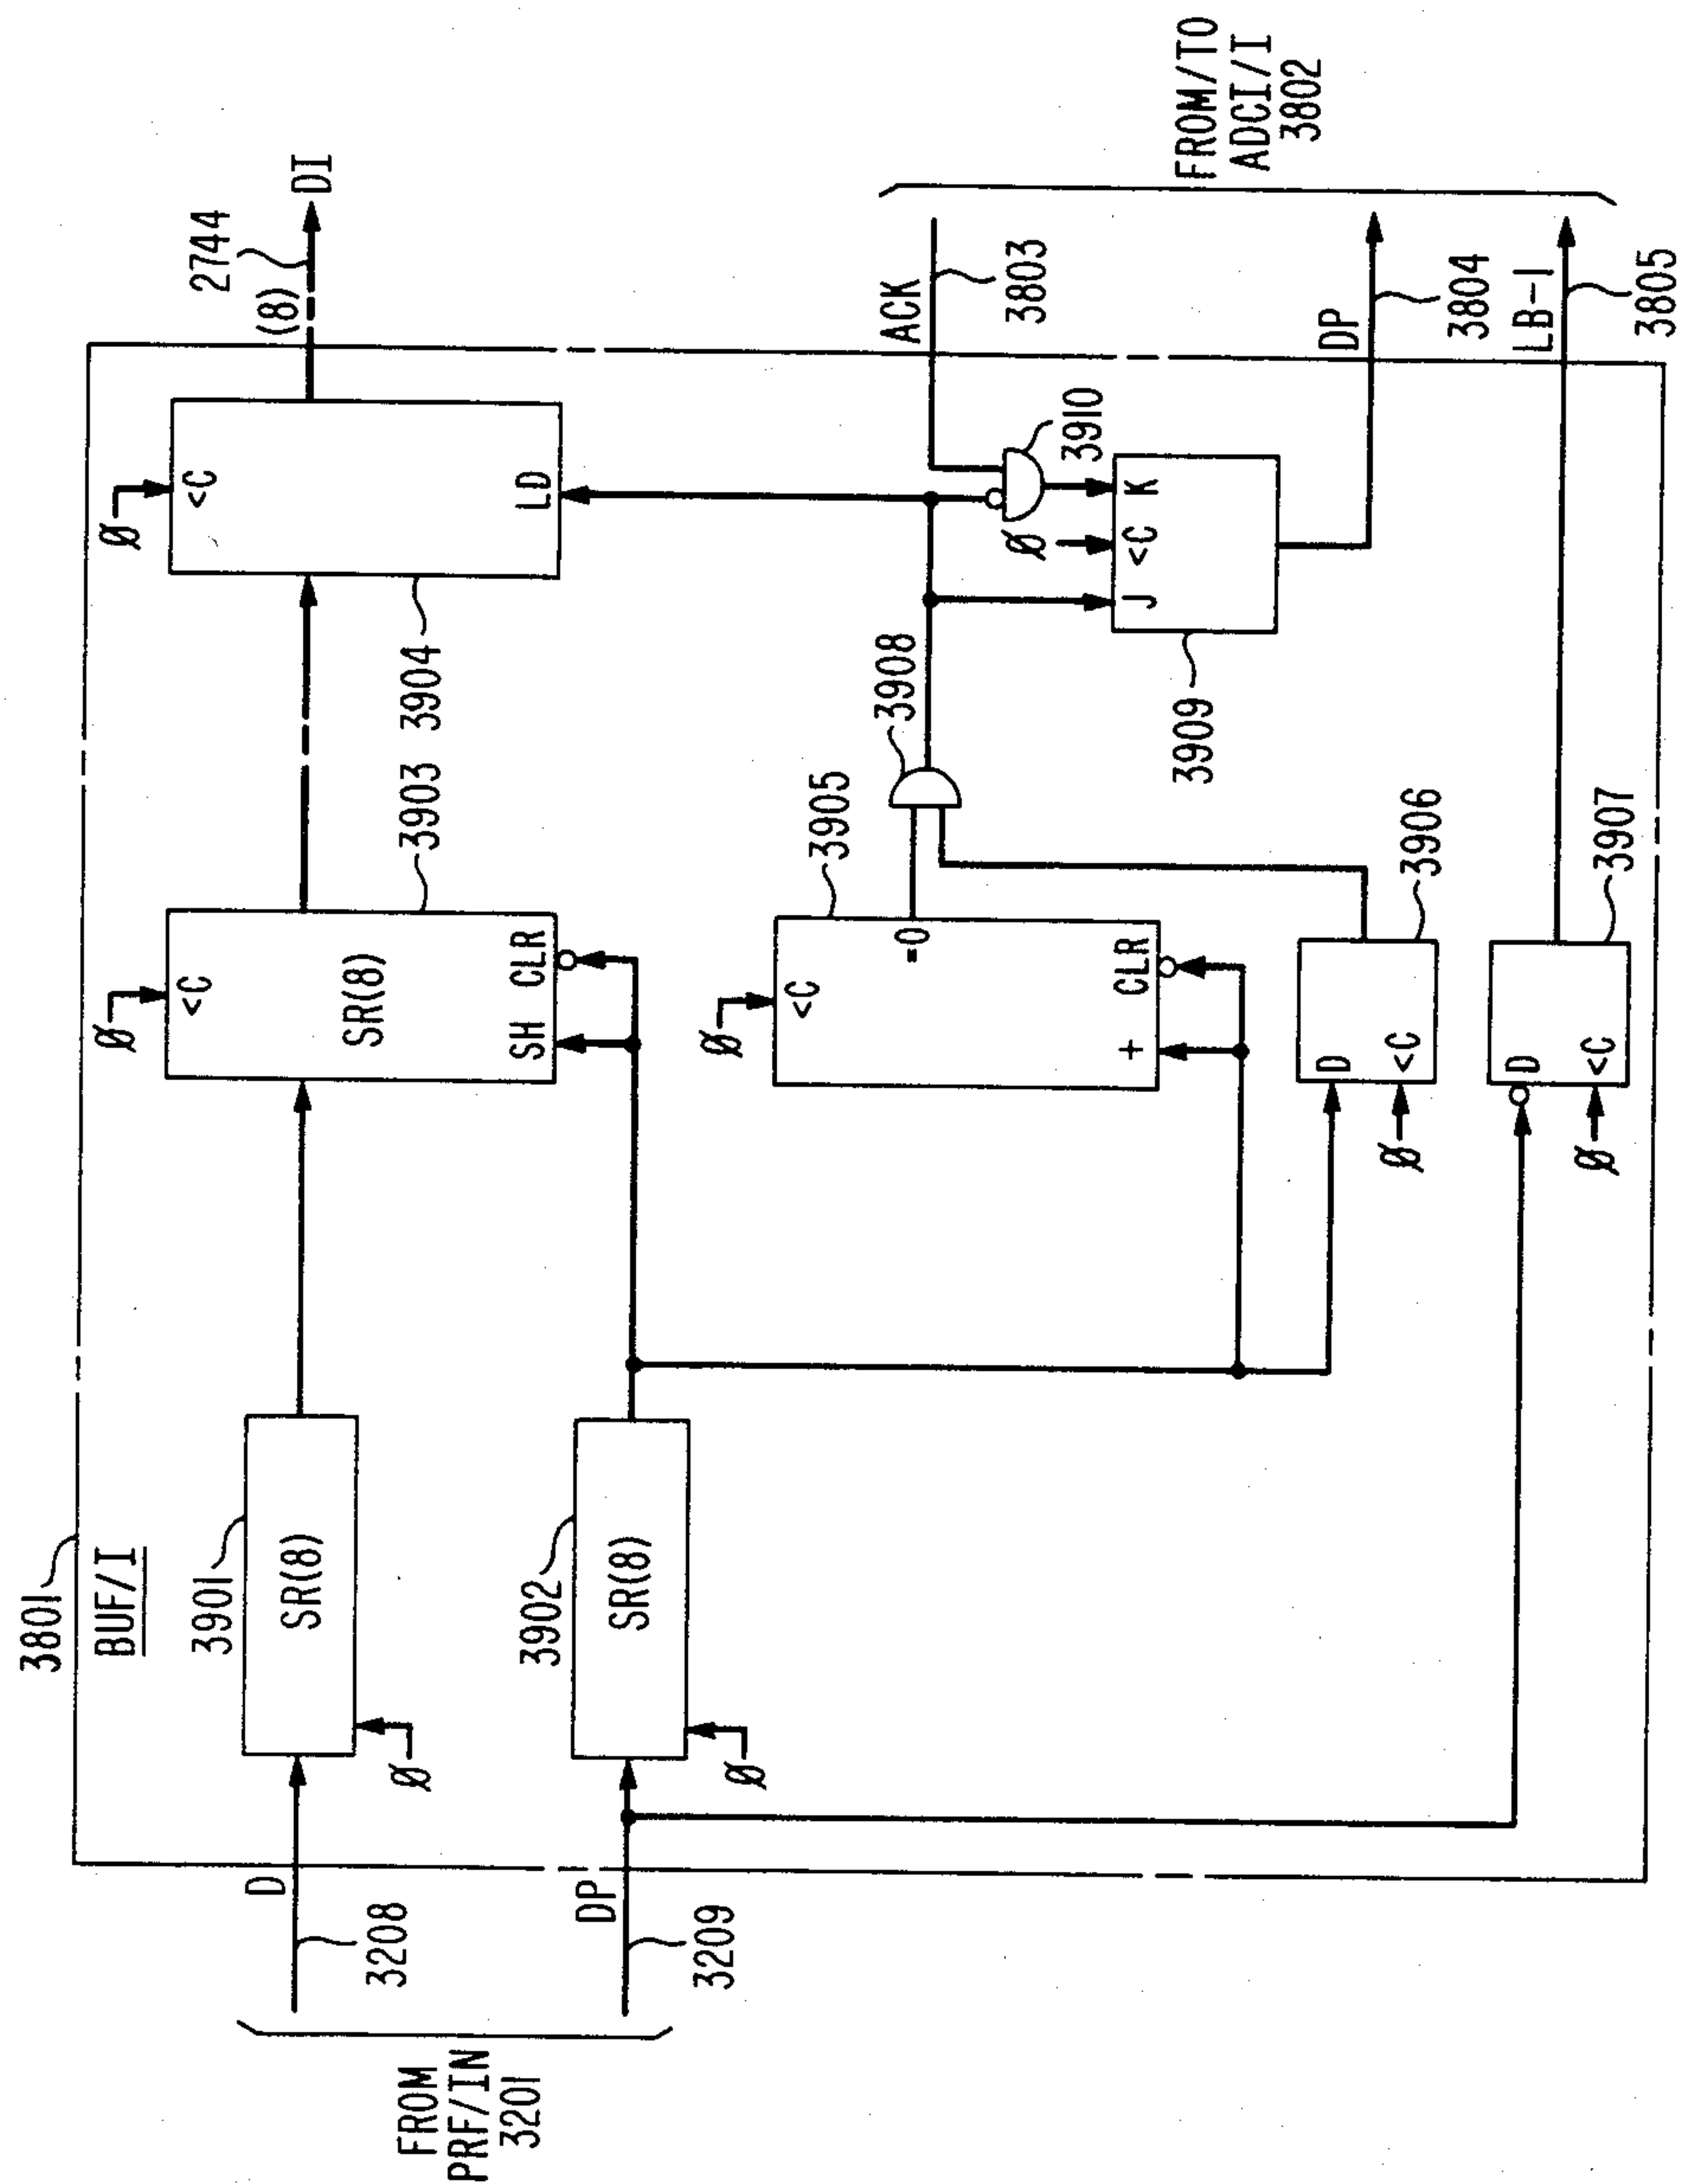 3801
BUF/I
FROM
PRF/IN
3201
D
3208
DP
3209
3901
SR(8)
Ø
3902
SR(8)
Ø
Ø
<C
SR(8)
SH CLR
3903
Ø
<C
LD
3904
(8)
2744
DI
Ø
<C
=0
+ CLR
3905
3908
D
<C
Ø
3906
D
<C
Ø
3907
J
<C
K
Ø
3909
3910
ACK
3803
DP
3804
LB-1
3805
FROM/TO
ADCI/I
3802